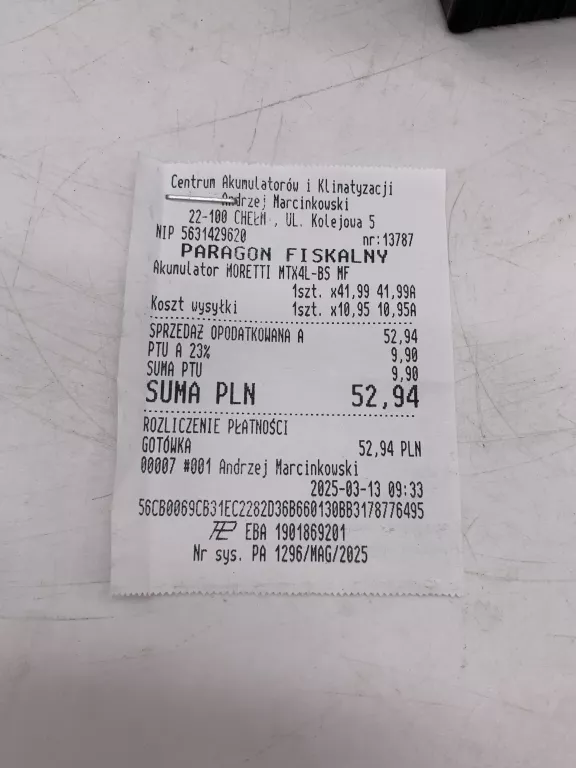 Centrum Akumulatorów i Klimatyzacji
Andrzej Marcinkowski
22-100 CHEŁM , UL. Kolejowa 5
NIP 5631429620 nr:13787
PARAGON FISKALNY
Akumulator MORETTI MTX4L-BS MF
1szt. x41,99 41,99A
Koszt wysyłki 1szt. x10,95 10,95A
SPRZEDAŻ OPODATKOWANA A 52,94
PTU A 23% 9,90
SUMA PTU 9,90
SUMA PLN 52,94
ROZLICZENIE PŁATNOŚCI
GOTÓWKA 52,94 PLN
00007 #001 Andrzej Marcinkowski
2025-03-13 09:33
56CB0069CB31EC2282D36B660130BB3178776495
EBA 1901869201
Nr sys. PA 1296/MAG/2025